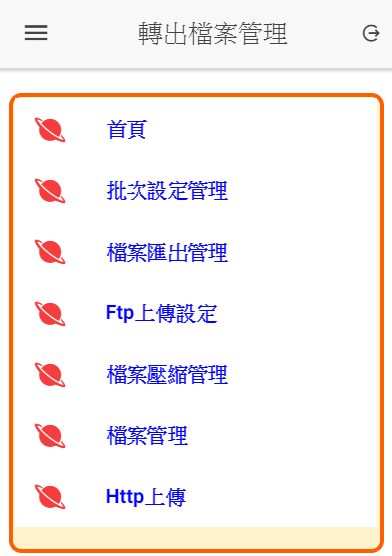 轉出檔案管理
首頁
批次設定管理
檔案匯出管理
Ftp上傳設定
檔案壓縮管理
檔案管理
Http上傳